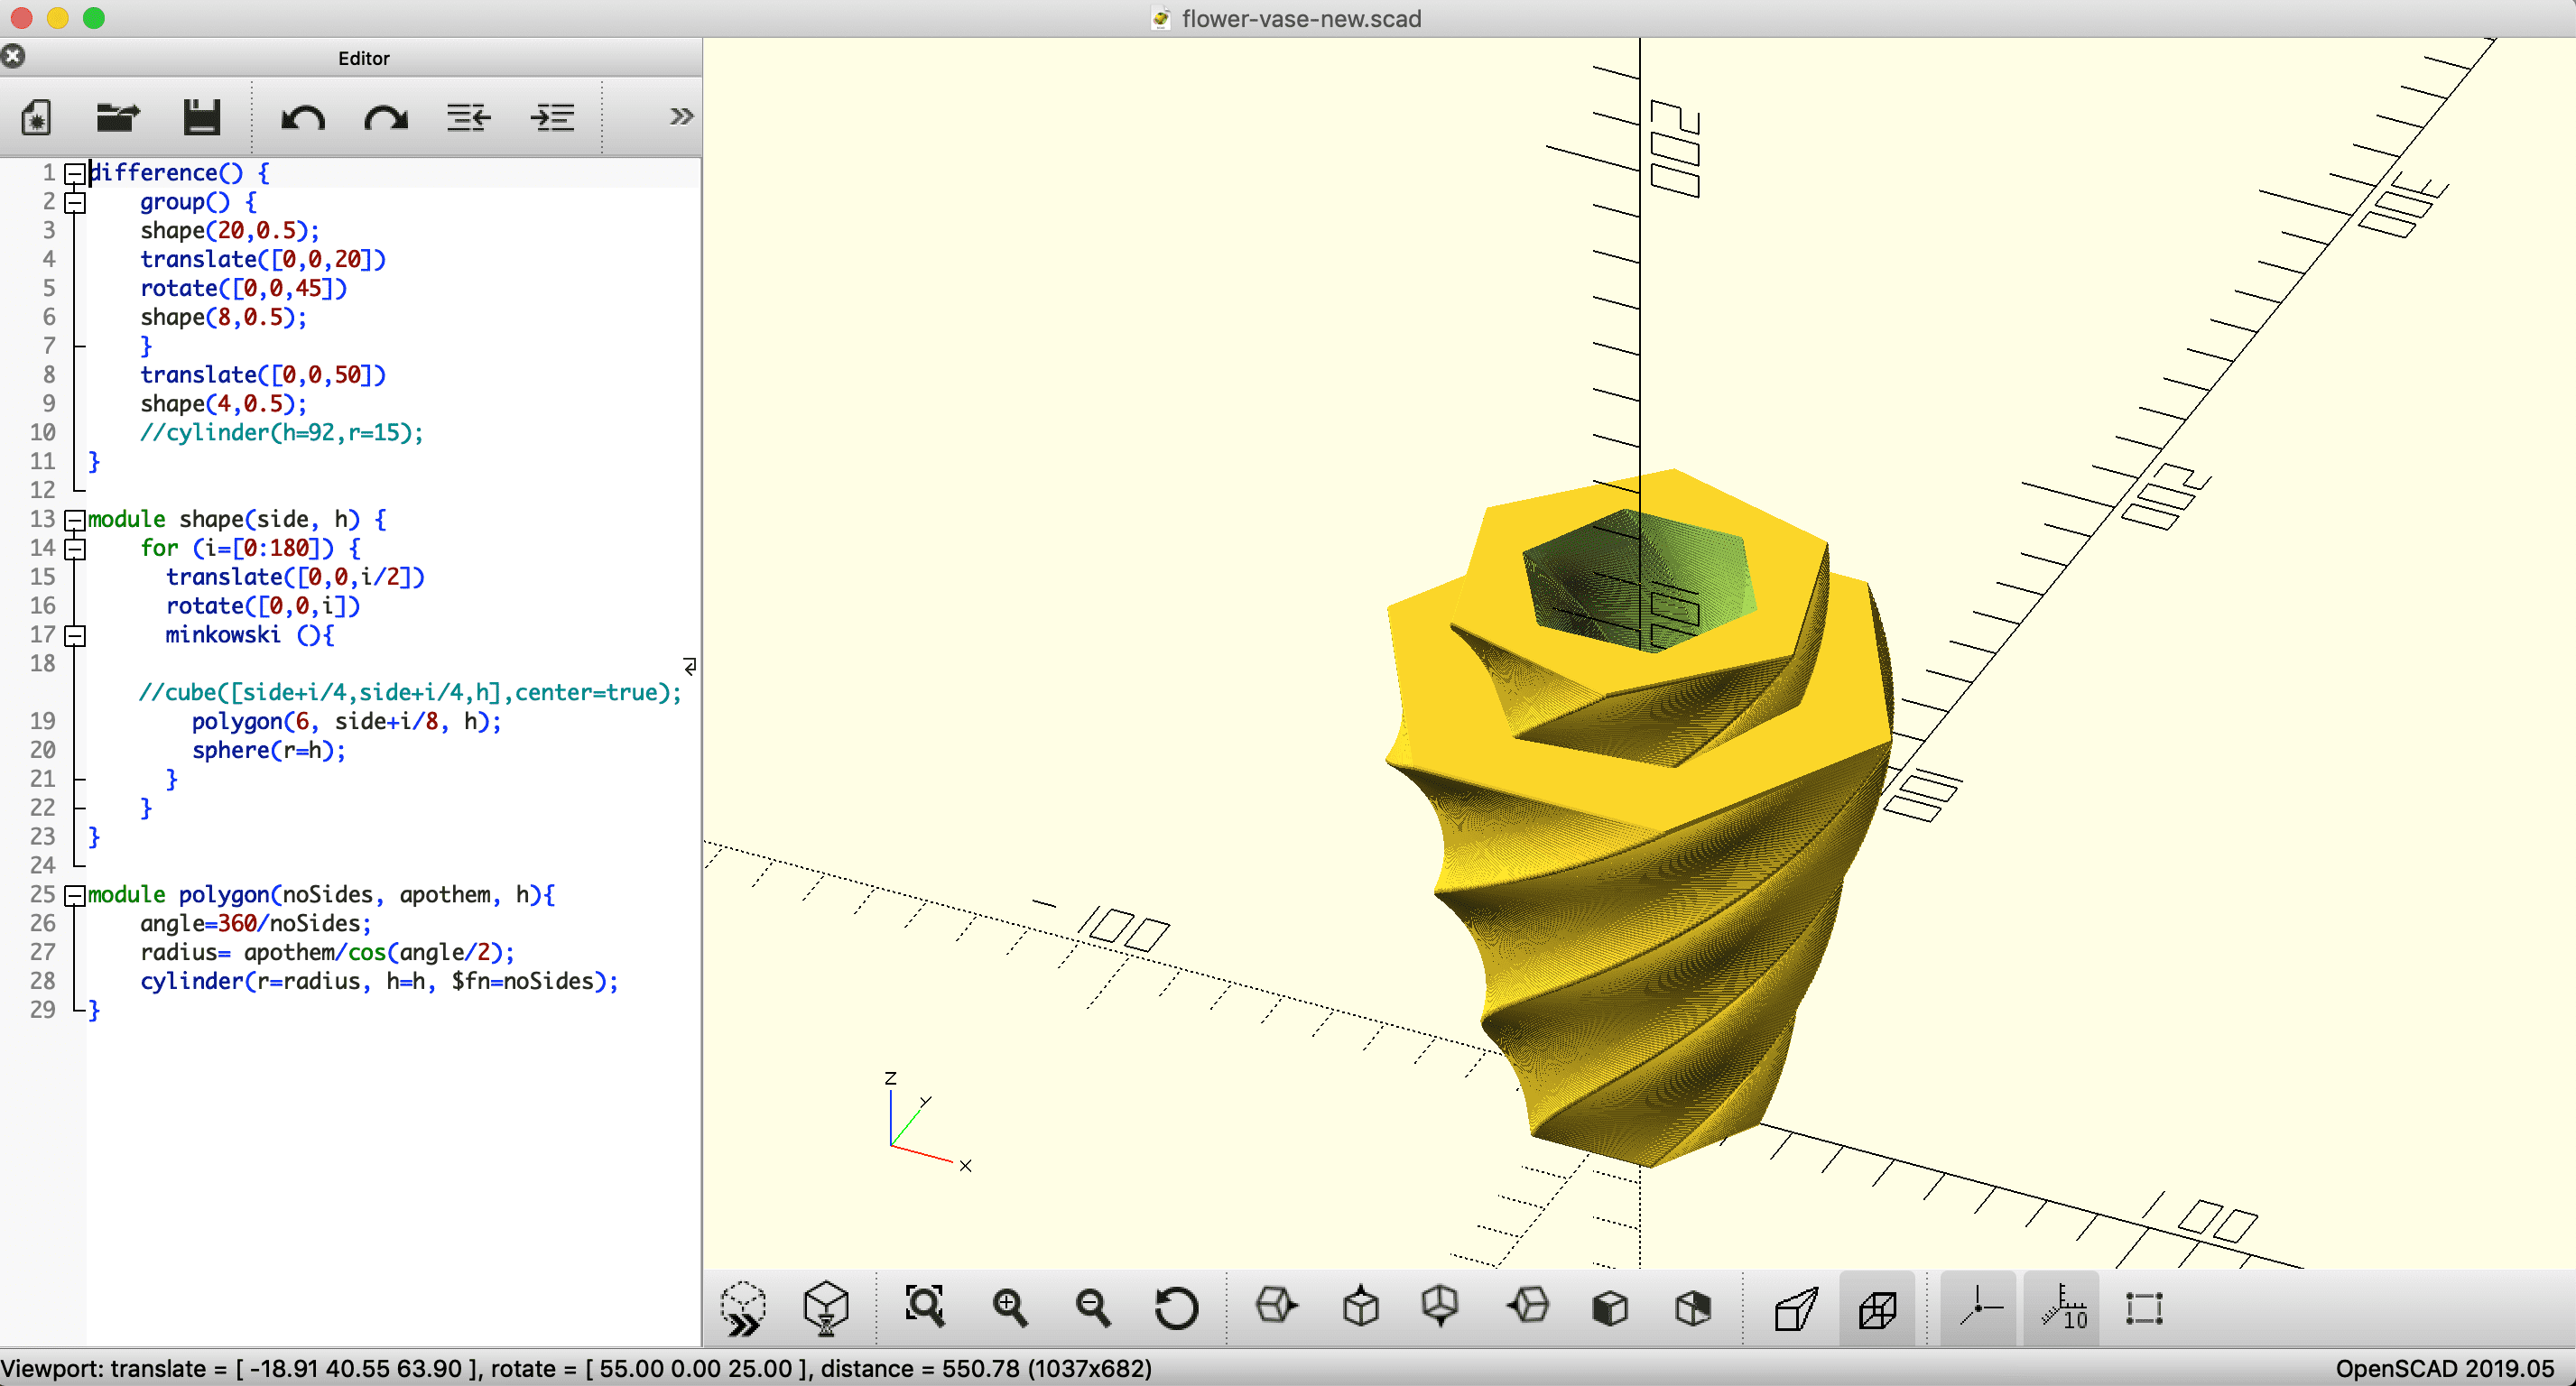 flower-vase-new.scad
Editor
1 difference() {
2 group() {
3 shape(20,0.5);
4 translate([0,0,20])
5 rotate([0,0,45])
6 shape(8,0.5);
7 }
8 translate([0,0,50])
9 shape(4,0.5);
10 //cylinder(h=92,r=15);
11 }
12
13 module shape(side, h) {
14 for (i=[0:180]) {
15 translate([0,0,i/2])
16 rotate([0,0,i])
17 minkowski (){
18
//cube([side+i/4,side+i/4,h],center=true);
19 polygon(6, side+i/8, h);
20 sphere(r=h);
21 }
22 }
23 }
24
25 module polygon(noSides, apothem, h){
26 angle=360/noSides;
27 radius= apothem/cos(angle/2);
28 cylinder(r=radius, h=h, $fn=noSides);
29 }
200
300
200
100
100
-100
100
Z
Y
X
10
Viewport: translate = [ -18.91 40.55 63.90 ], rotate = [ 55.00 0.00 25.00 ], distance = 550.78 (1037x682)
OpenSCAD 2019.05